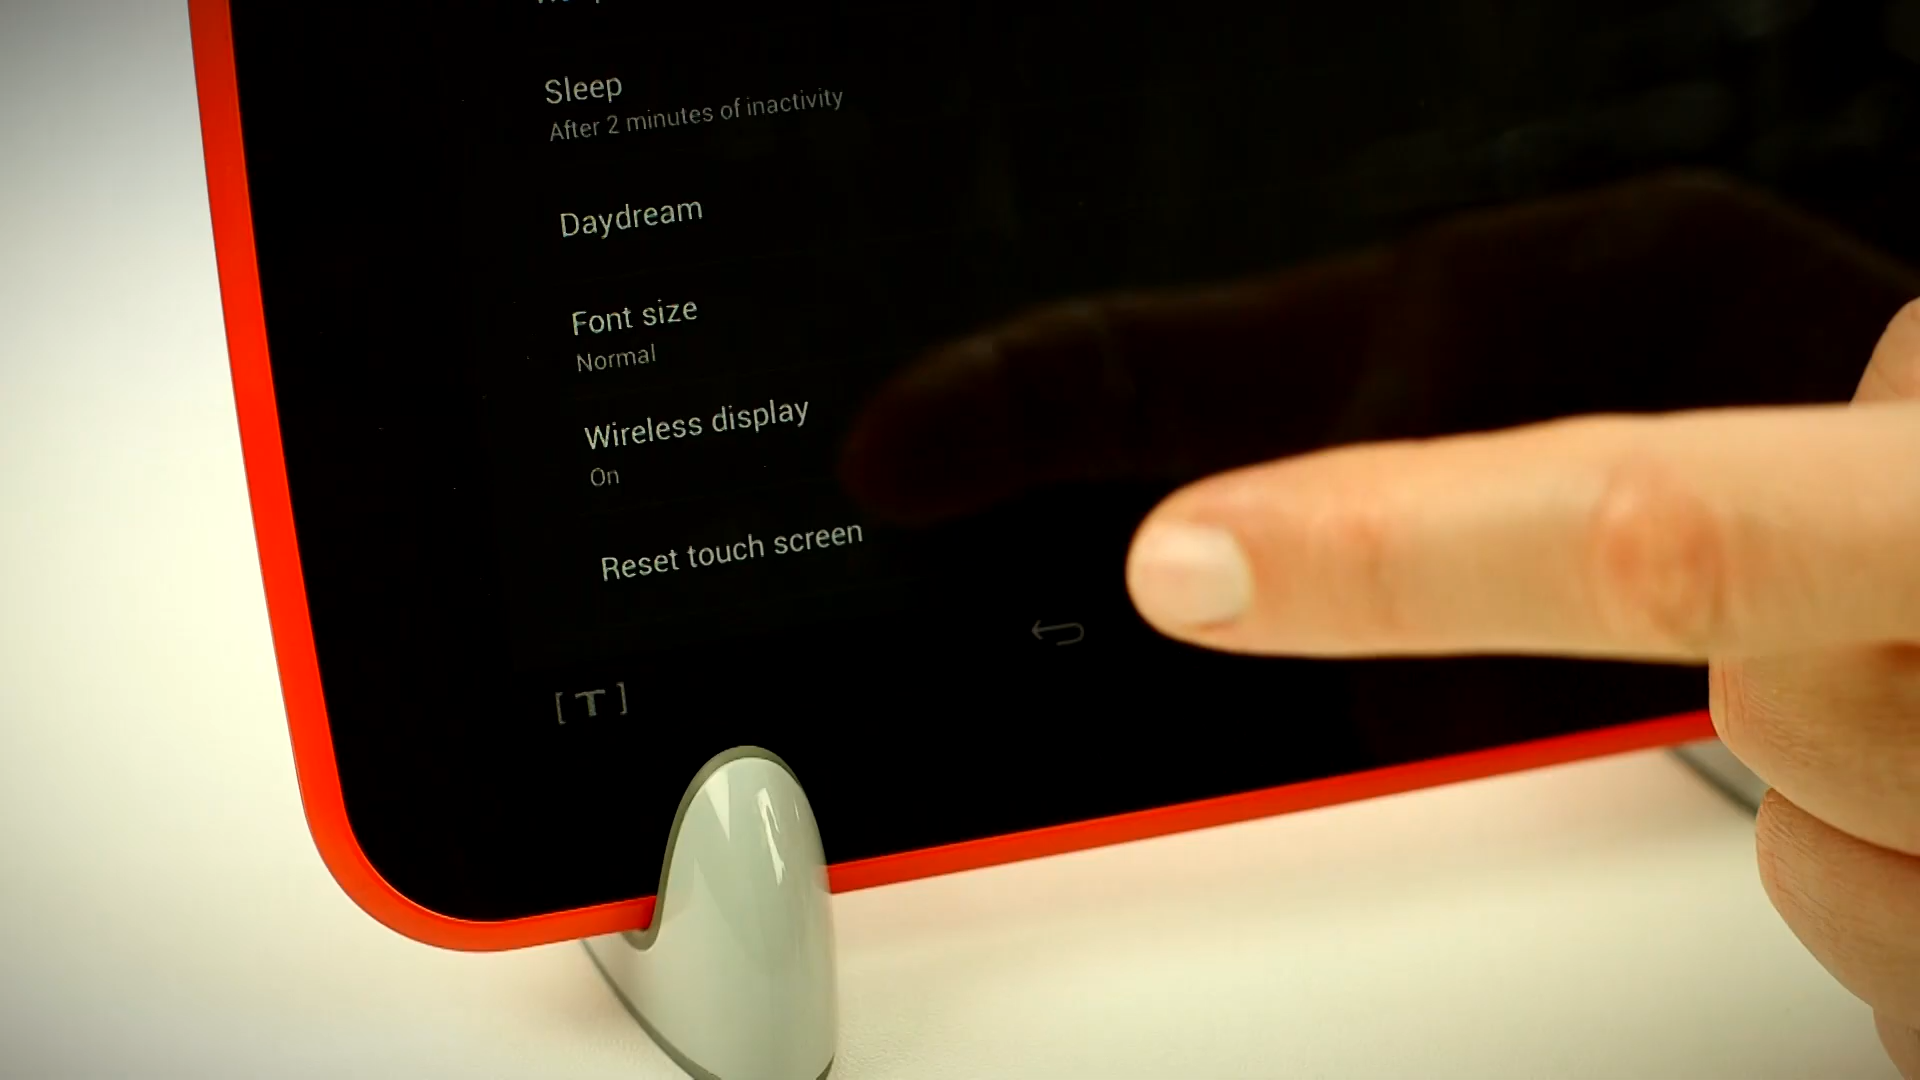 Sleep
After 2 minutes of inactivity
Daydream
Font size
Normal
Wireless display
On
Reset touch screen
[T]